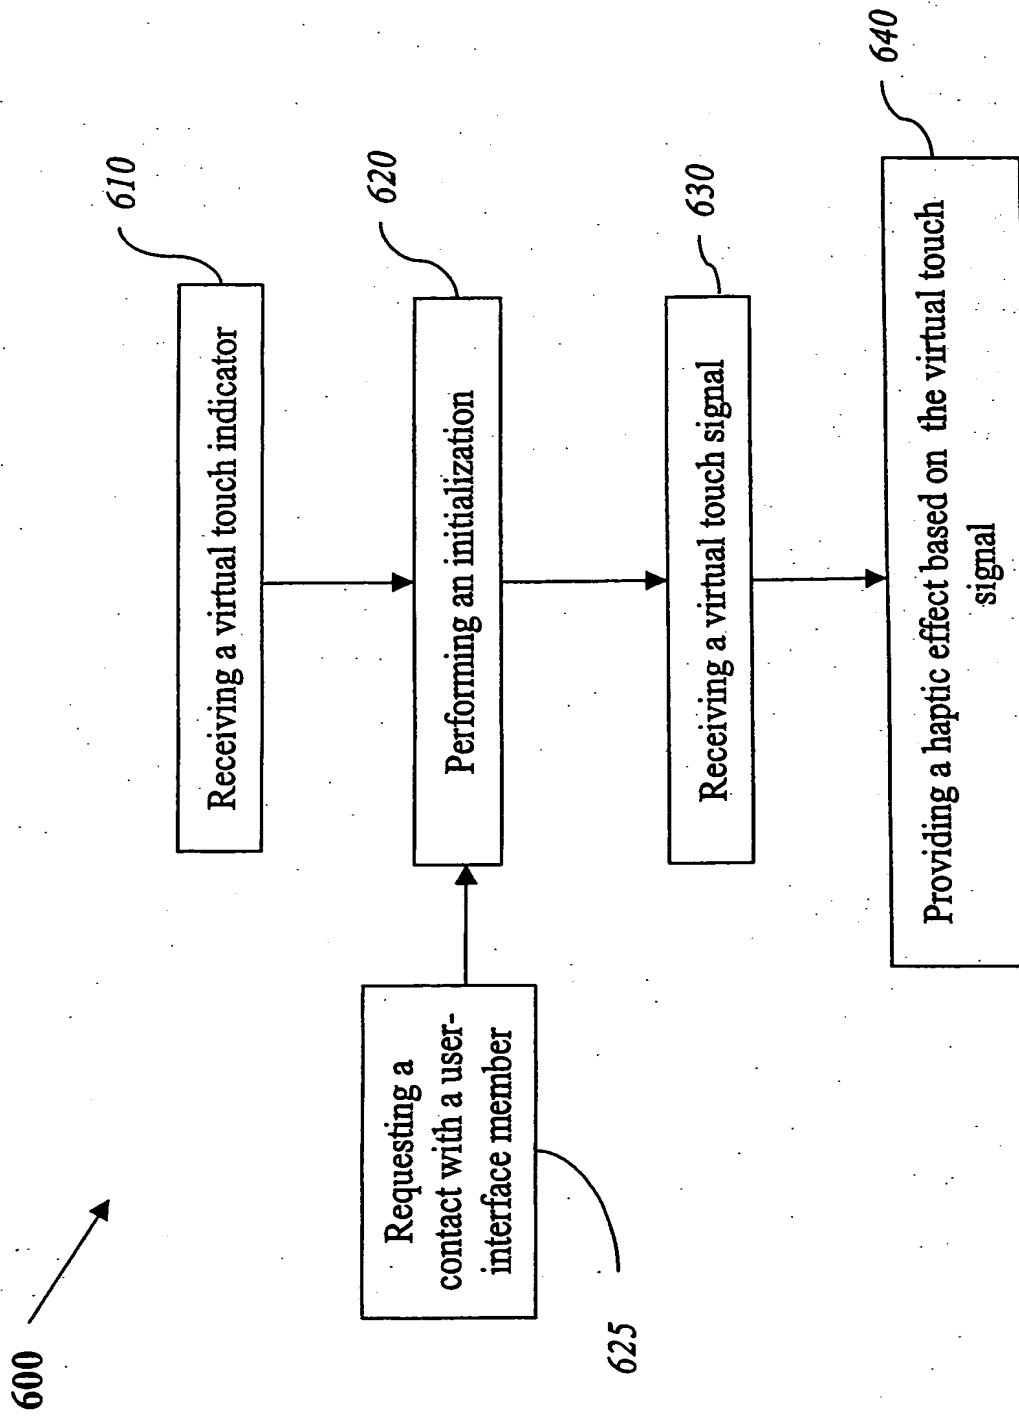 600
610
Receiving a virtual touch indicator
620
Performing an initialization
Requesting a
contact with a user-
interface member
625
630
Receiving a virtual touch signal
640
Providing a haptic effect based on the virtual touch
signal